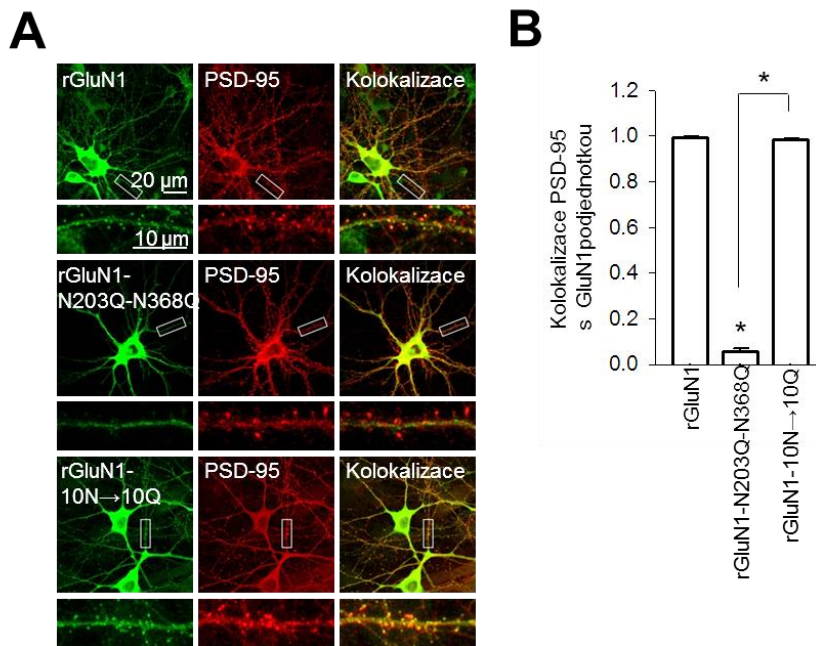 A
rGluN1
PSD-95
Kolokalizace
20 µm
10 µm
rGluN1-
N203Q-N368Q
PSD-95
Kolokalizace
rGluN1-
10N→10Q
PSD-95
Kolokalizace
B
*
1.2
1.0
0.8
0.6
0.4
0.2
0.0
*
Kolokalizace PSD-95
s GluN1podjednotkou
rGluN1
rGluN1-N203Q-N368Q
rGluN1-10N→10Q